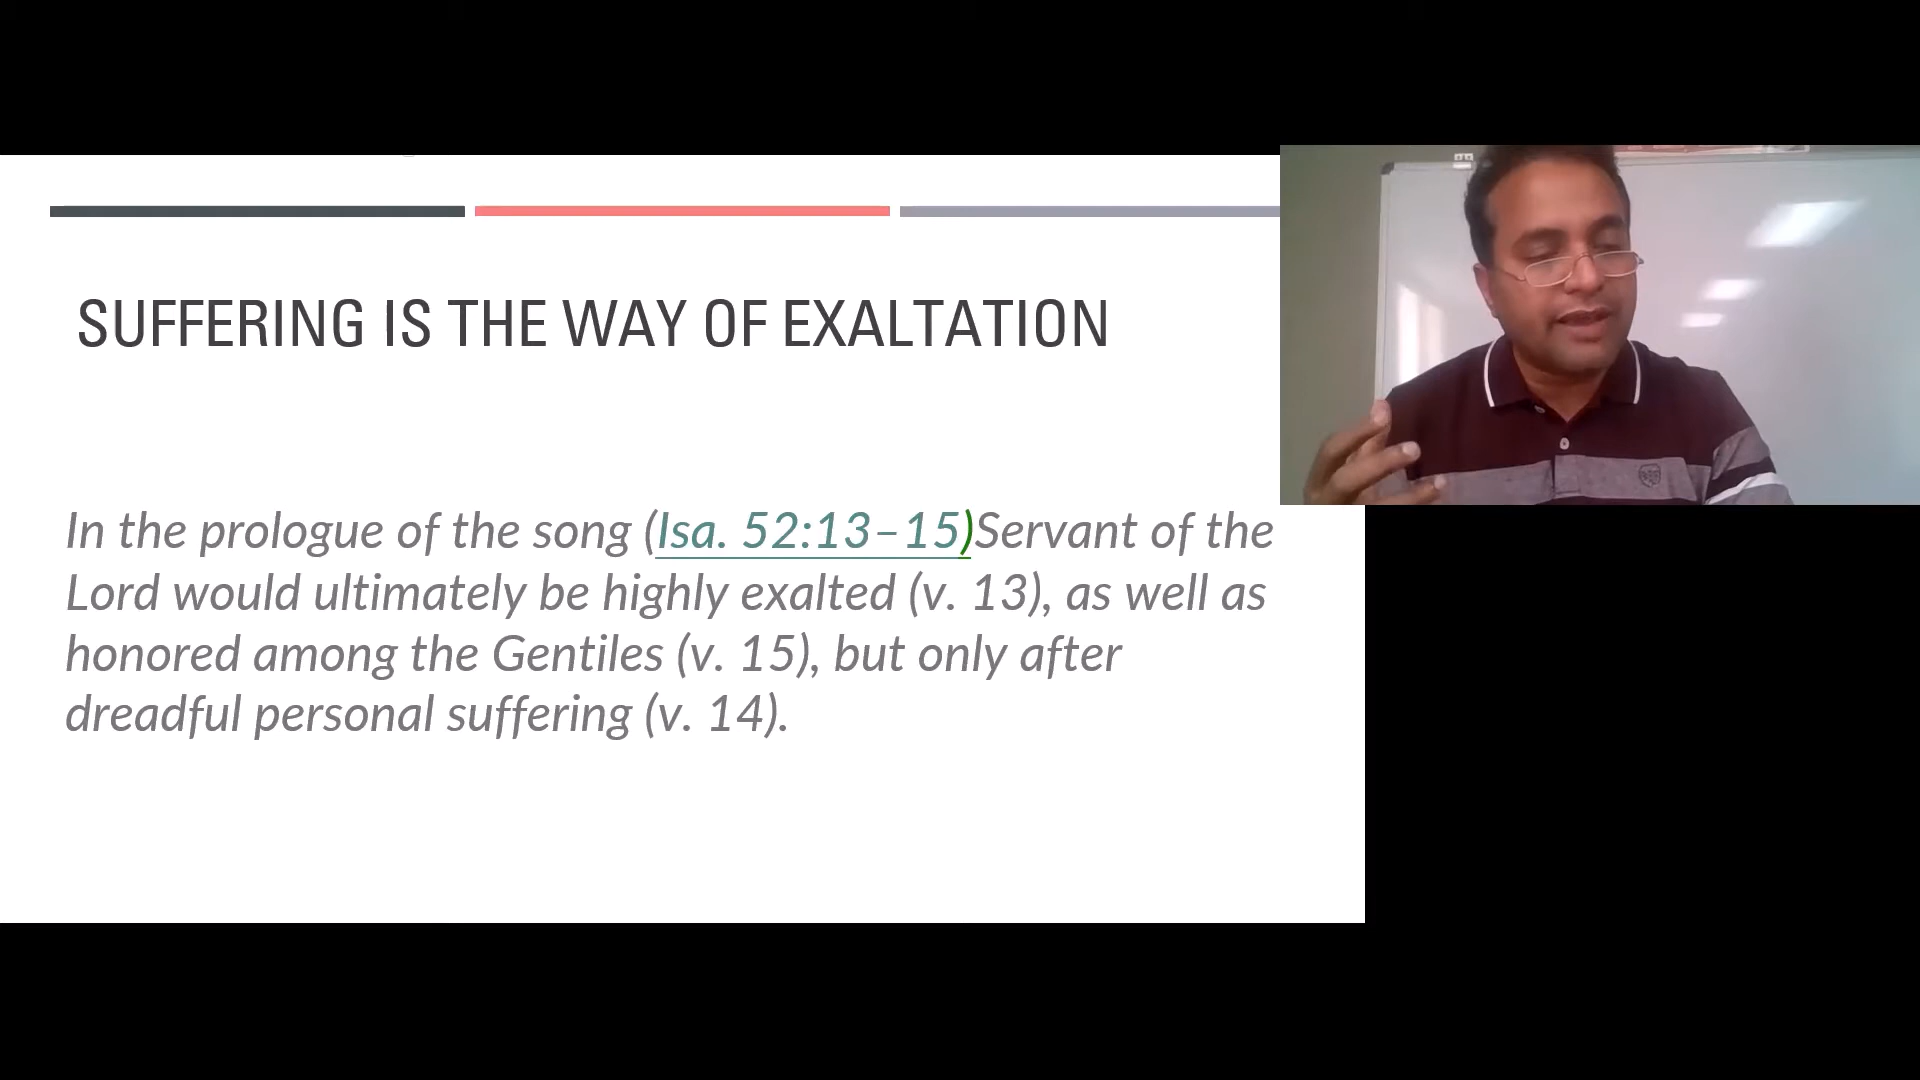 SUFFERING IS THE WAY OF EXALTATION
In the prologue of the song (Isa. 52:13–15)Servant of the
Lord would ultimately be highly exalted (v. 13), as well as
honored among the Gentiles (v. 15), but only after
dreadful personal suffering (v. 14).